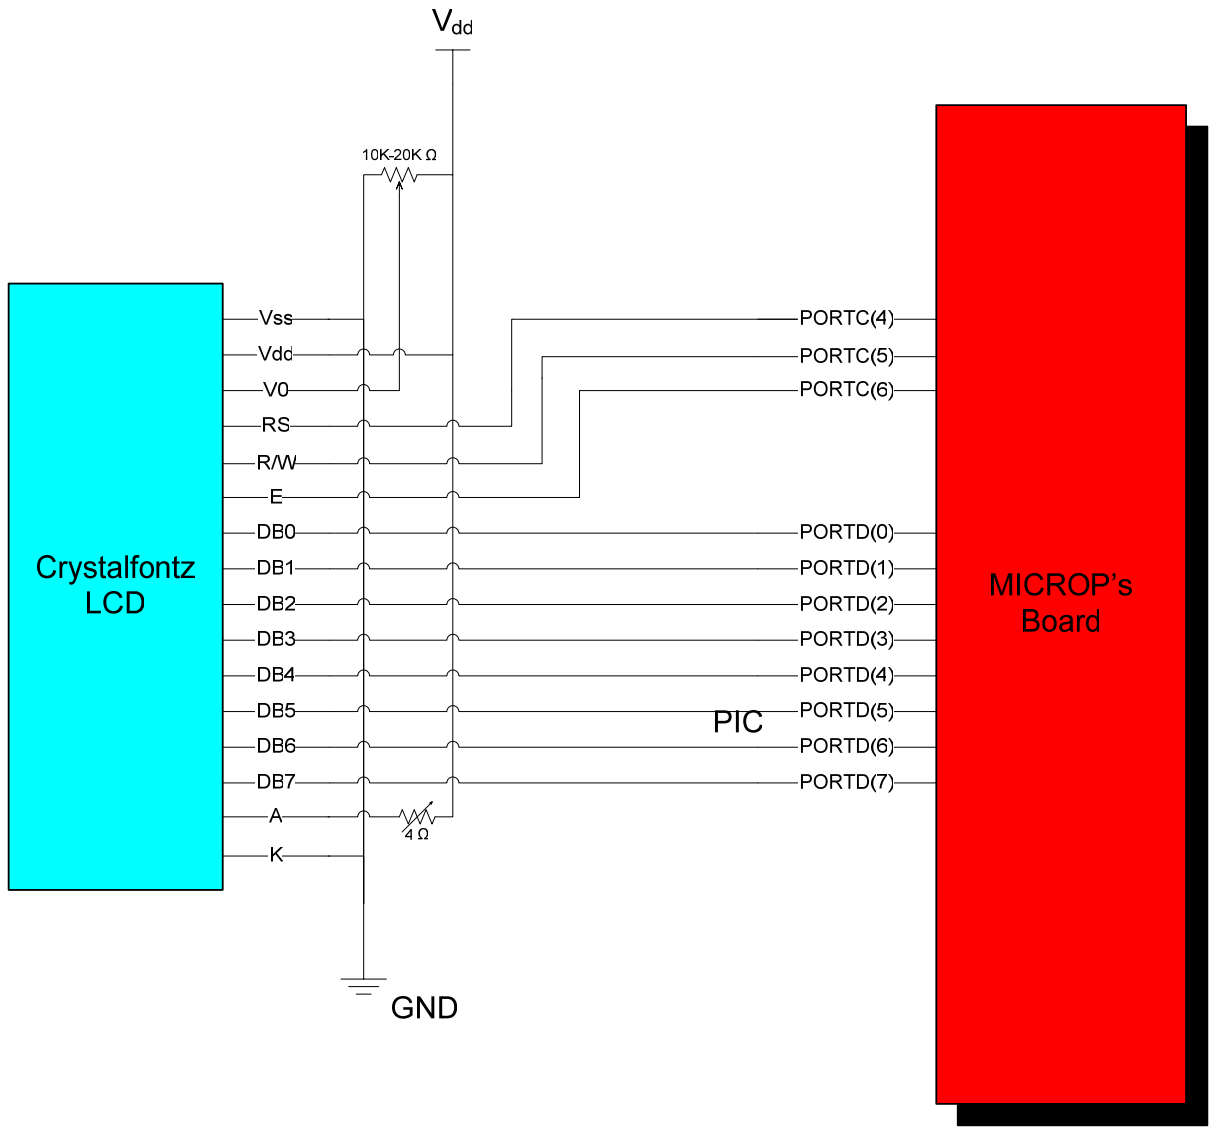 Vdd
10K-20K Ω
Vss
PORTC(4)
Vdd
PORTC(5)
V0
PORTC(6)
RS
R/W
E
DB0
PORTD(0)
DB1
PORTD(1)
Crystalfontz
LCD
MICROP's
Board
DB2
PORTD(2)
DB3
PORTD(3)
DB4
PORTD(4)
DB5
PORTD(5)
PIC
DB6
PORTD(6)
DB7
PORTD(7)
A
4 Ω
K
GND